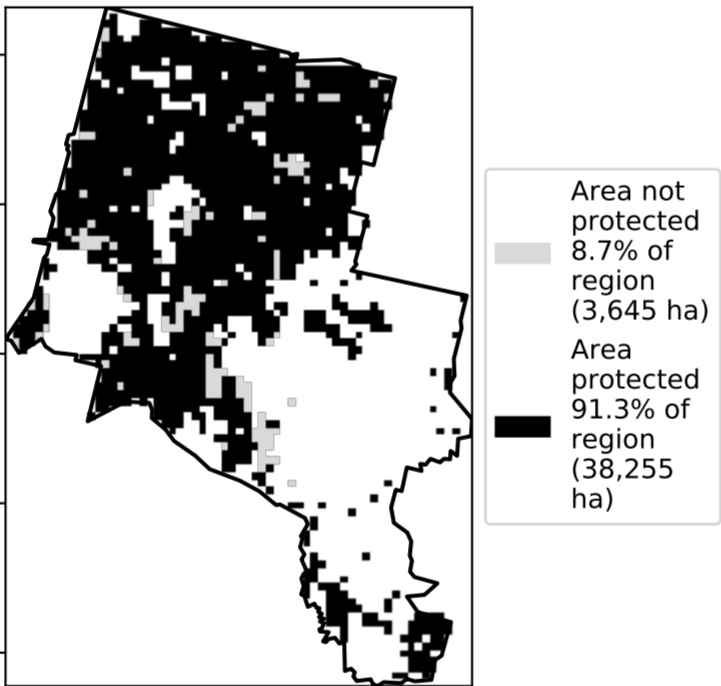 Area not
protected
8.7% of
region
(3,645 ha)
Area
protected
91.3% of
region
(38,255
ha)